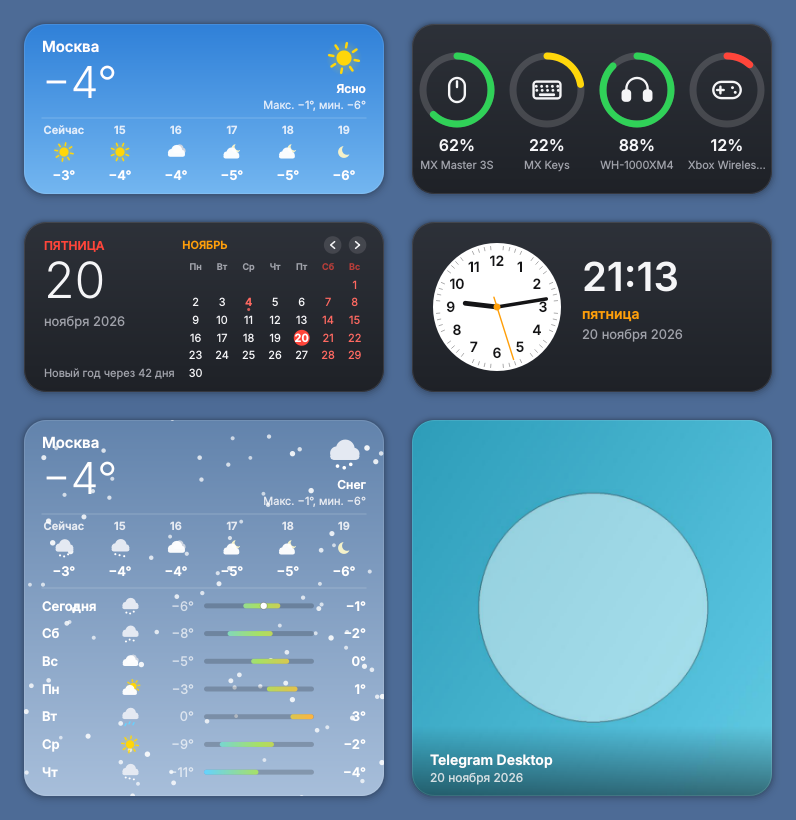 Москва
−4°
Ясно
Макс. −1°, мин. −6°
Сейчас 15 16 17 18 19
−3° −4° −4° −5° −5° −6°
62% 22% 88% 12%
MX Master 3S MX Keys WH-1000XM4 Xbox Wireles...
ПЯТНИЦА
20
ноября 2026
Новый год через 42 дня
НОЯБРЬ
Пн Вт Ср Чт Пт Сб Вс
1
2 3 4 5 6 7 8
9 10 11 12 13 14 15
16 17 18 19 20 21 22
23 24 25 26 27 28 29
30
12 1 2 3 4 5 6 7 8 9 10 11
21:13
пятница
20 ноября 2026
Москва
−4°
Снег
Макс. −1°, мин. −6°
Сейчас 15 16 17 18 19
−3° −4° −4° −5° −5° −6°
Сегодня −6° −1°
Сб −8° −2°
Вс −5° 0°
Пн −3° 1°
Вт 0° 3°
Ср −9° −2°
Чт −11° −4°
Telegram Desktop
20 ноября 2026